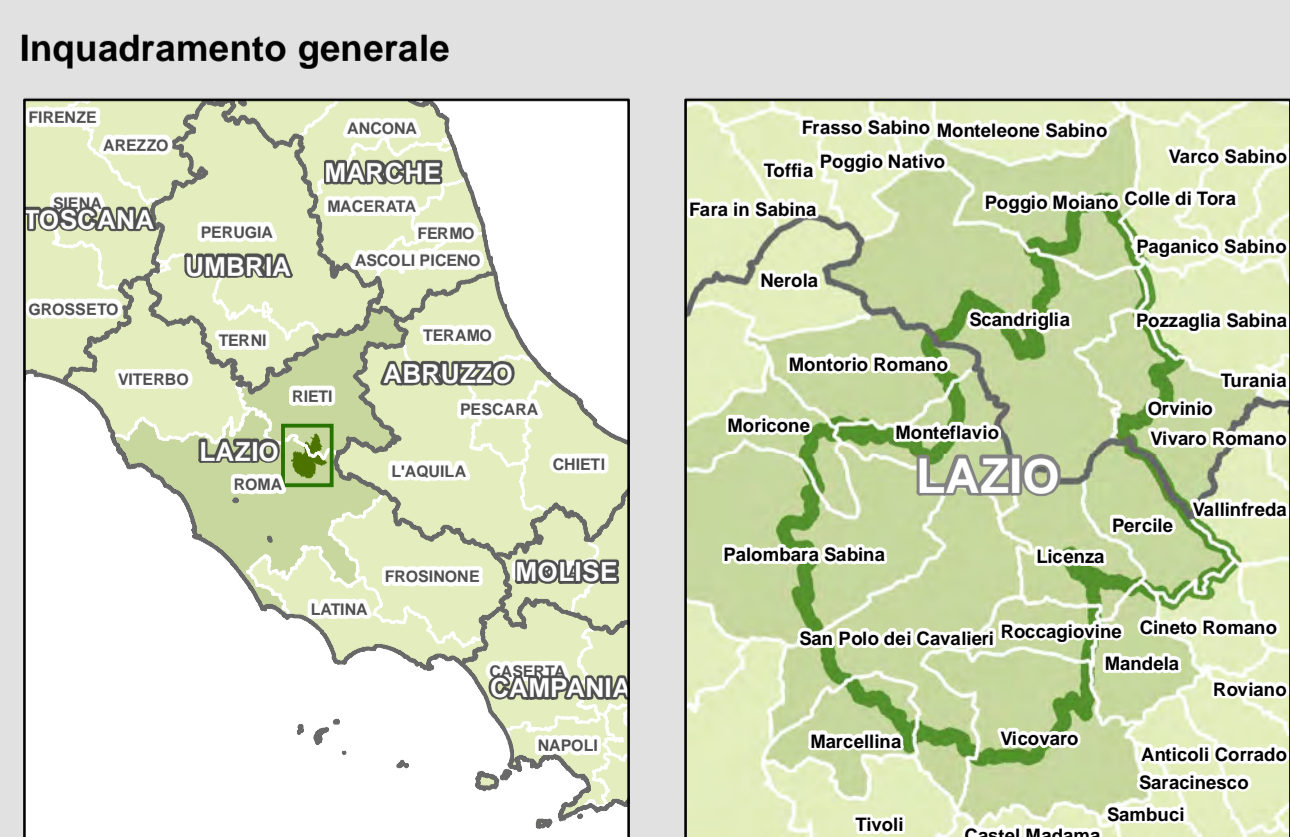 Inquadramento generale
FIRENZE
AREZZO
ANCONA
MARCHE
SIENA
TOSCANA
MACERATA
PERUGIA
FERMO
UMBRIA
ASCOLI PICENO
GROSSETO
TERNI
TERAMO
VITERBO
ABRUZZO
RIETI
PESCARA
LAZIO
ROMA
L'AQUILA
CHIETI
FROSINONE
MOLISE
LATINA
CASERTA
CAMPANIA
NAPOLI
Frasso Sabino
Monteleone Sabino
Toffia
Poggio Nativo
Varco Sabino
Fara in Sabina
Poggio Moiano
Colle di Tora
Paganico Sabino
Nerola
Scandriglia
Pozzaglia Sabina
Montorio Romano
Turania
Orvinio
Moricone
Monteflavio
Vivaro Romano
LAZIO
Vallinfreda
Percile
Palombara Sabina
Licenza
San Polo dei Cavalieri
Roccagiovine
Cineto Romano
Mandela
Roviano
Marcellina
Vicovaro
Anticoli Corrado
Saracinesco
Sambuci
Tivoli
Castel Madama